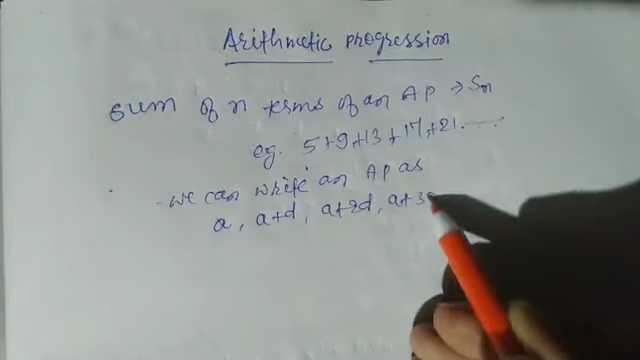 Arithmetic progression
sum of n terms of an AP → Sn
eg. 5+9+13+17+21.....
we can write an AP as
a, a+d, a+2d, a+3